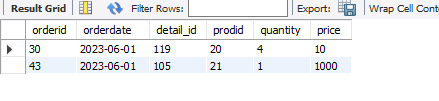 Result Grid Filter Rows: Export: Wrap Cell Conte
orderid orderdate detail_id prodid quantity price
30 2023-06-01 119 20 4 10
43 2023-06-01 105 21 1 1000